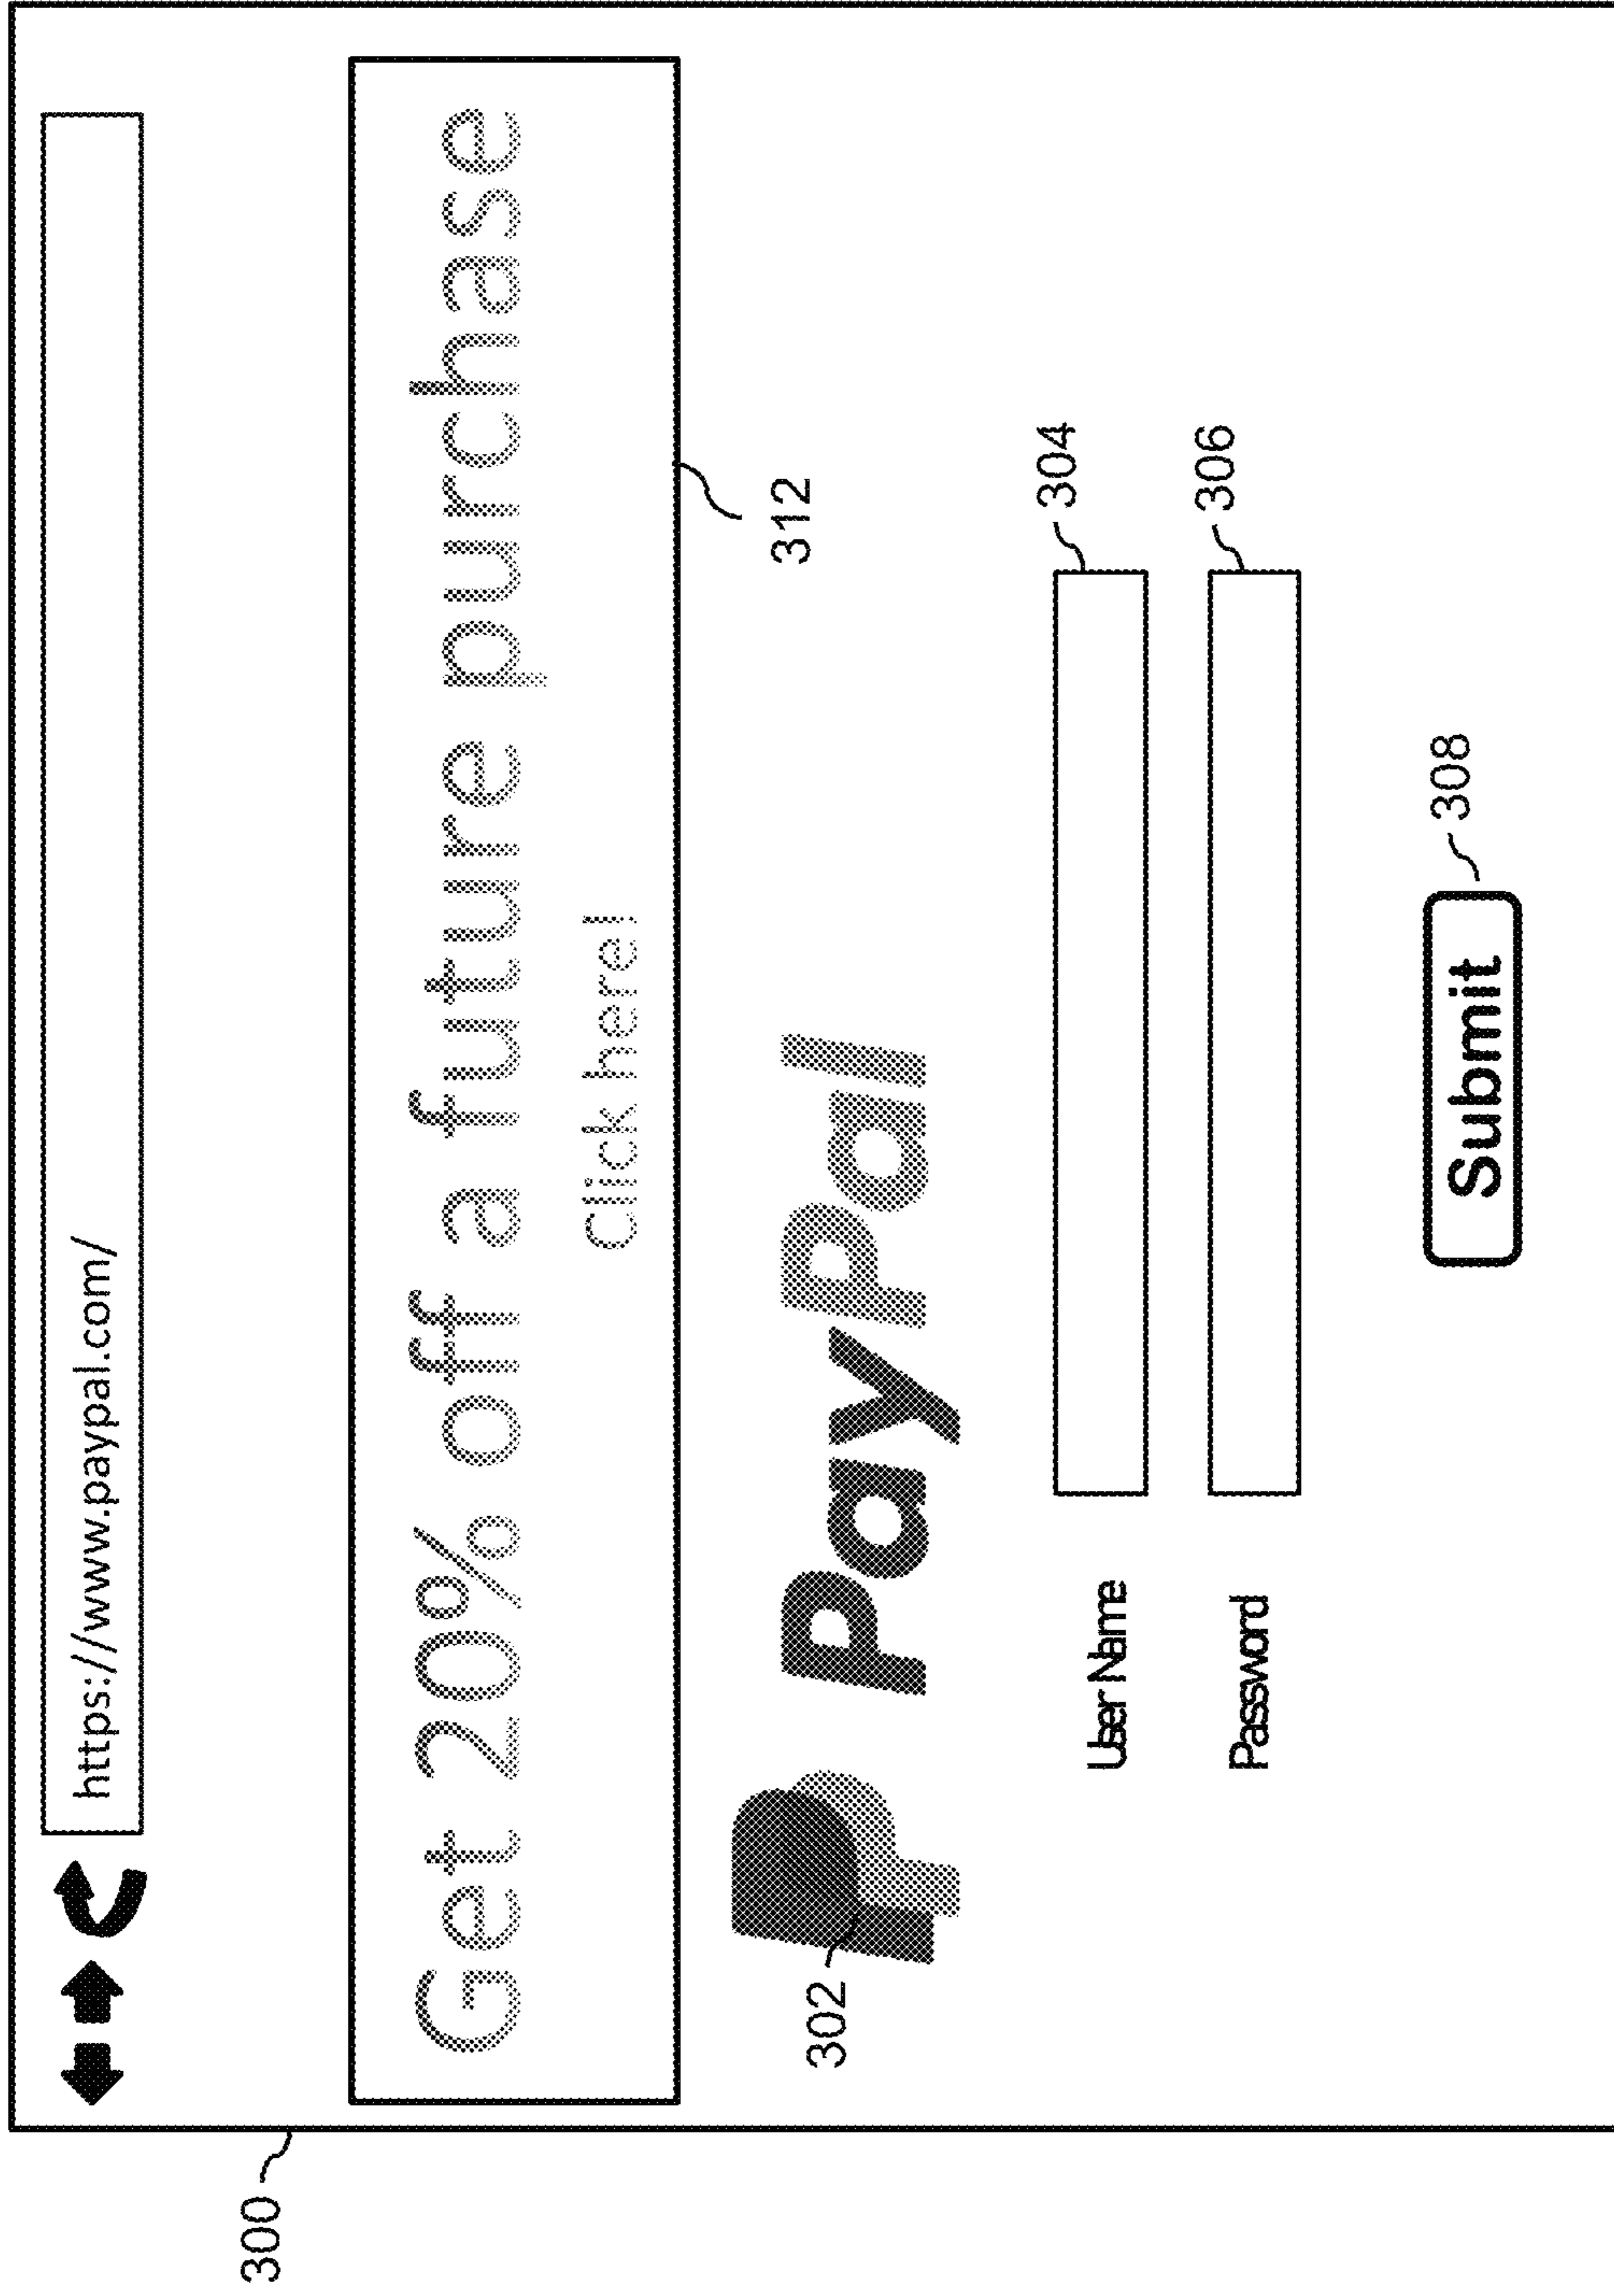 300
https://www.paypal.com/
Get 20% off a future purchase
Click here!
312
302
PayPal
User Name
304
Password
306
Submit
308